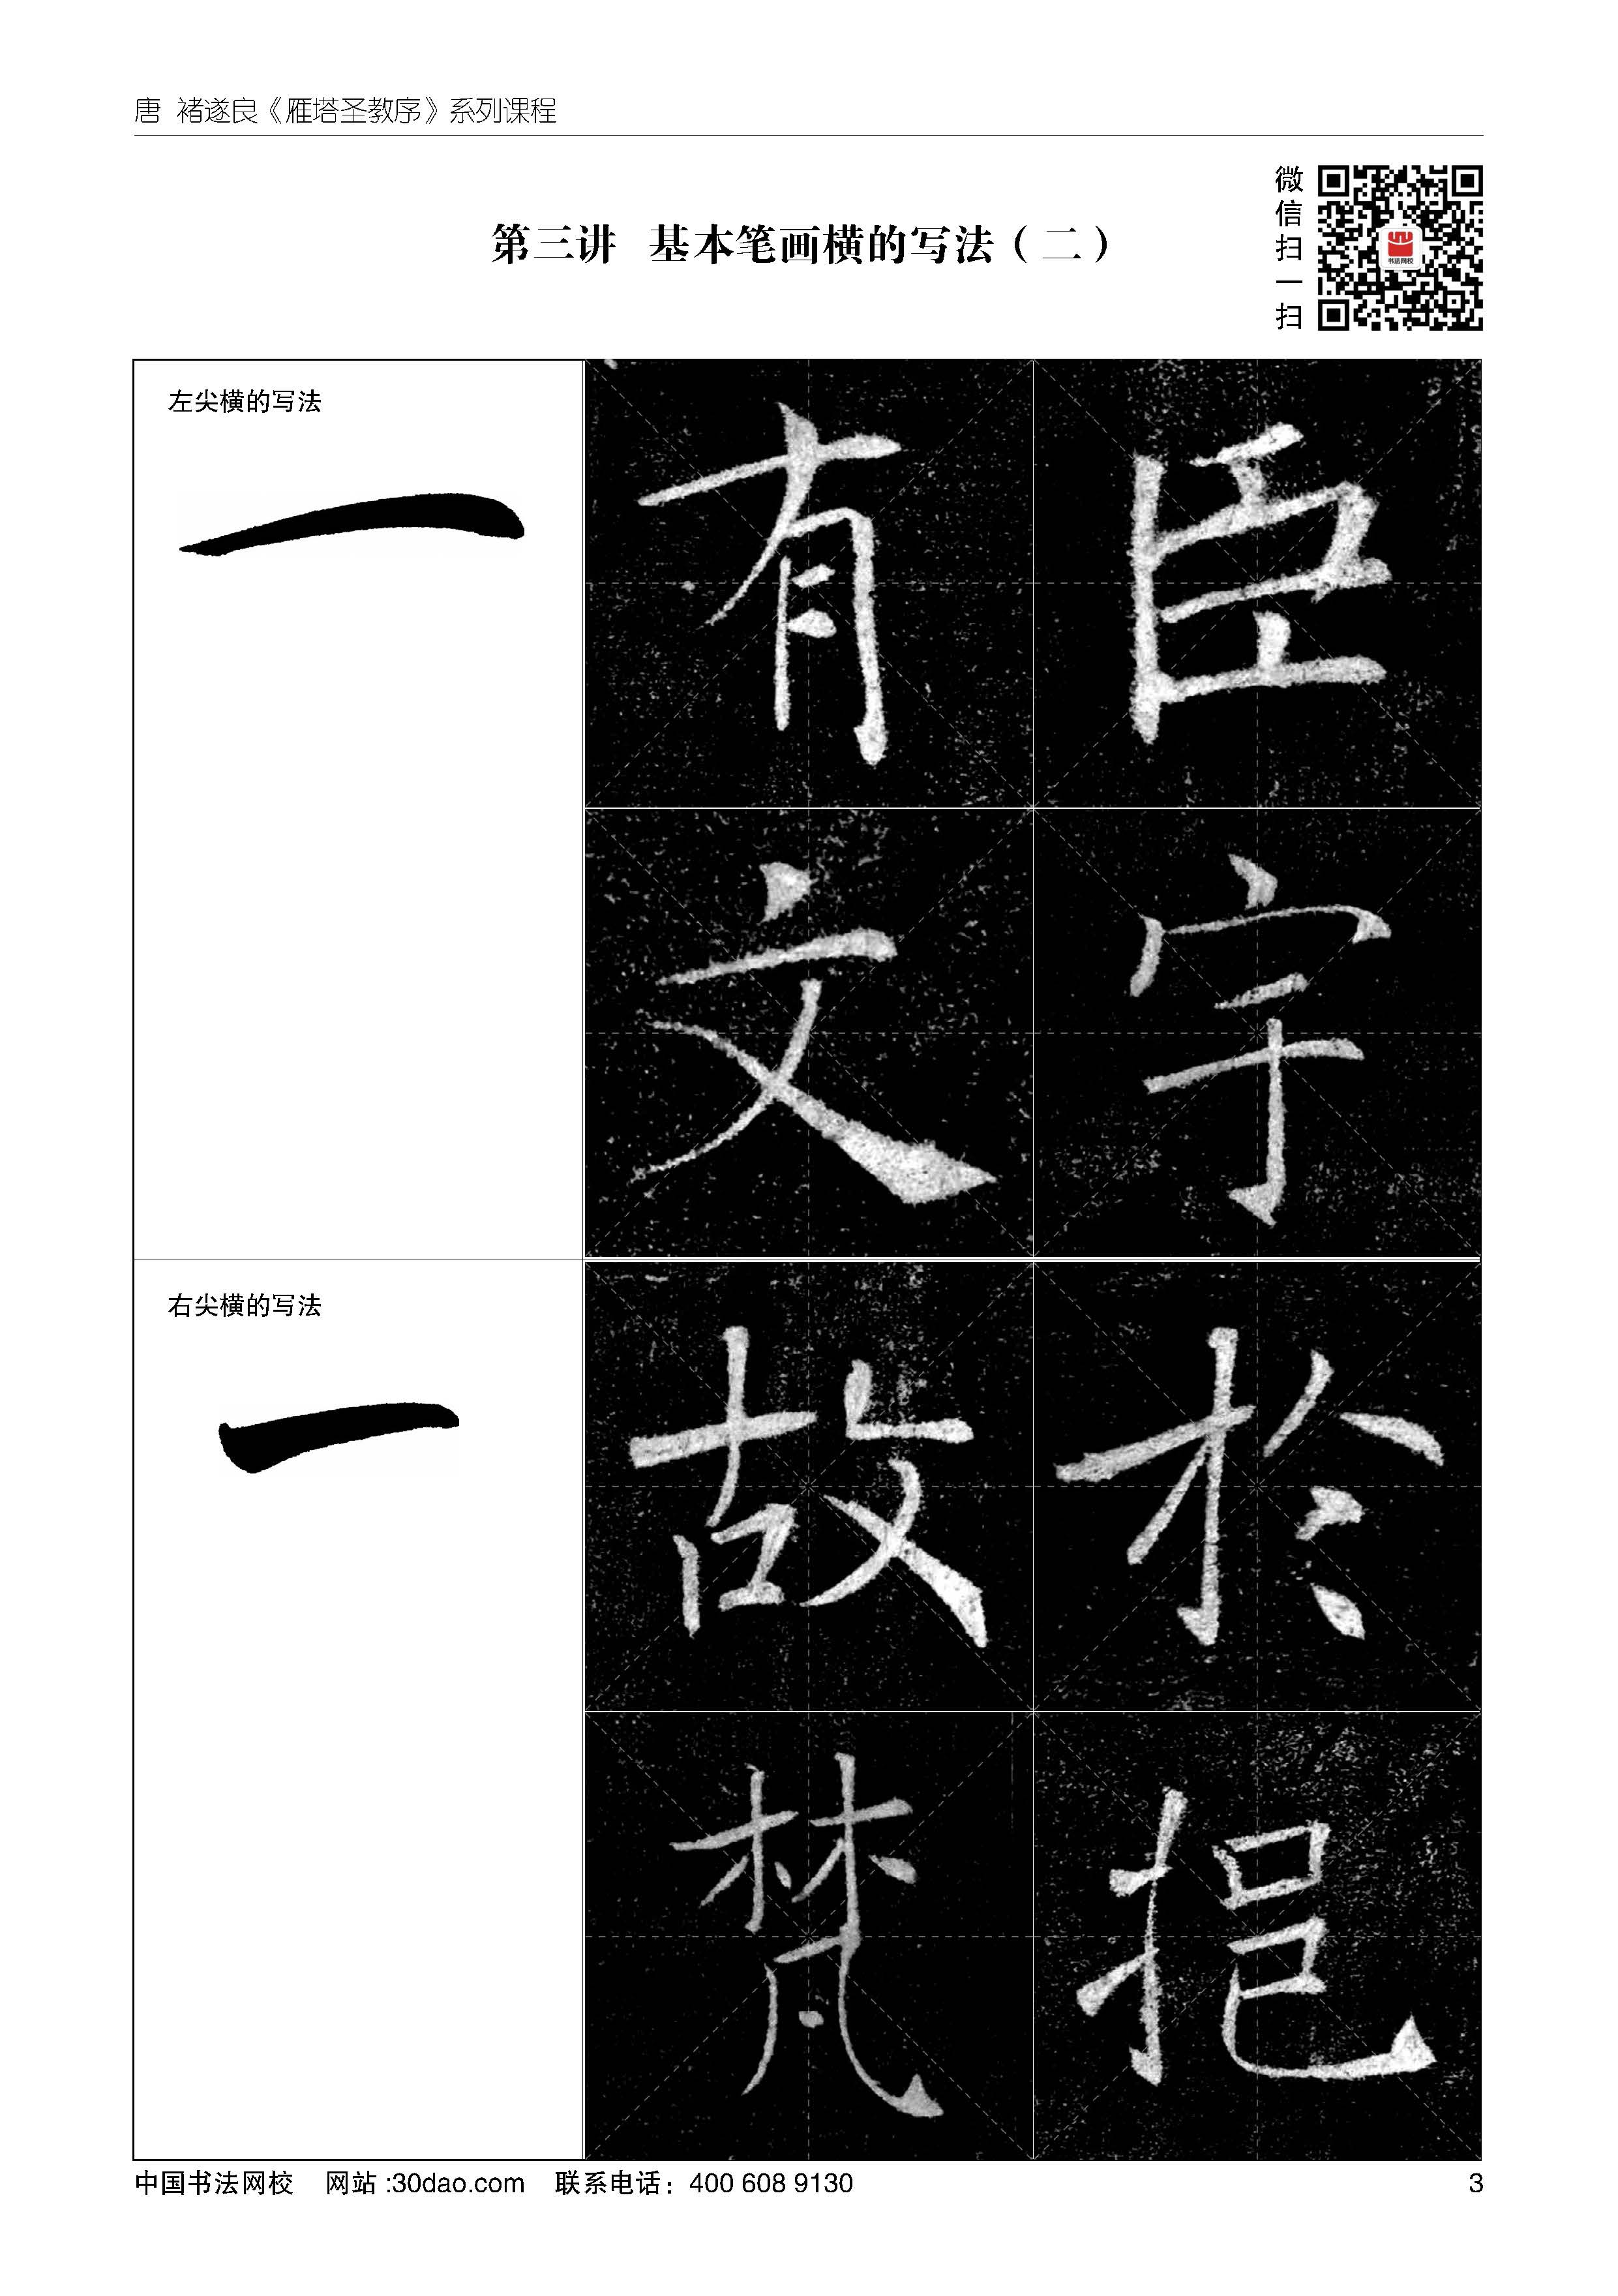 唐 褚遂良《雁塔圣教序》系列课程
微信扫一扫
书法网校
第三讲 基本笔画横的写法（二）
左尖横的写法
一
有 臣
文 字
右尖横的写法
一
故 於
梵 挹
中国书法网校 网站 :30dao.com 联系电话：400 608 9130
3